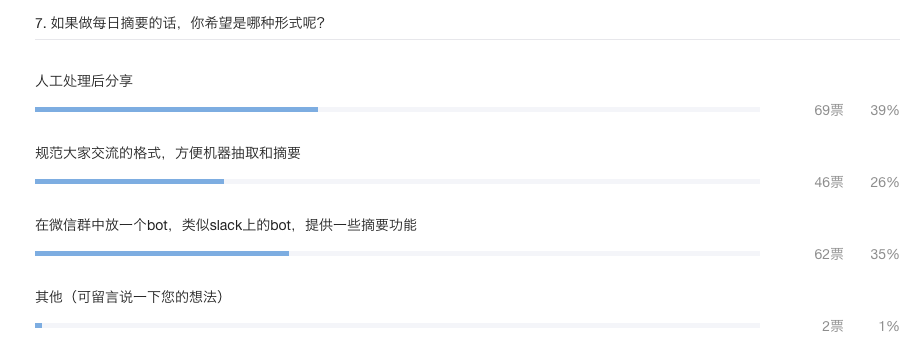 7. 如果做每日摘要的话，你希望是哪种形式呢？
人工处理后分享
69票 39%
规范大家交流的格式，方便机器抽取和摘要
46票 26%
在微信群中放一个bot，类似slack上的bot，提供一些摘要功能
62票 35%
其他（可留言说一下您的想法）
2票 1%